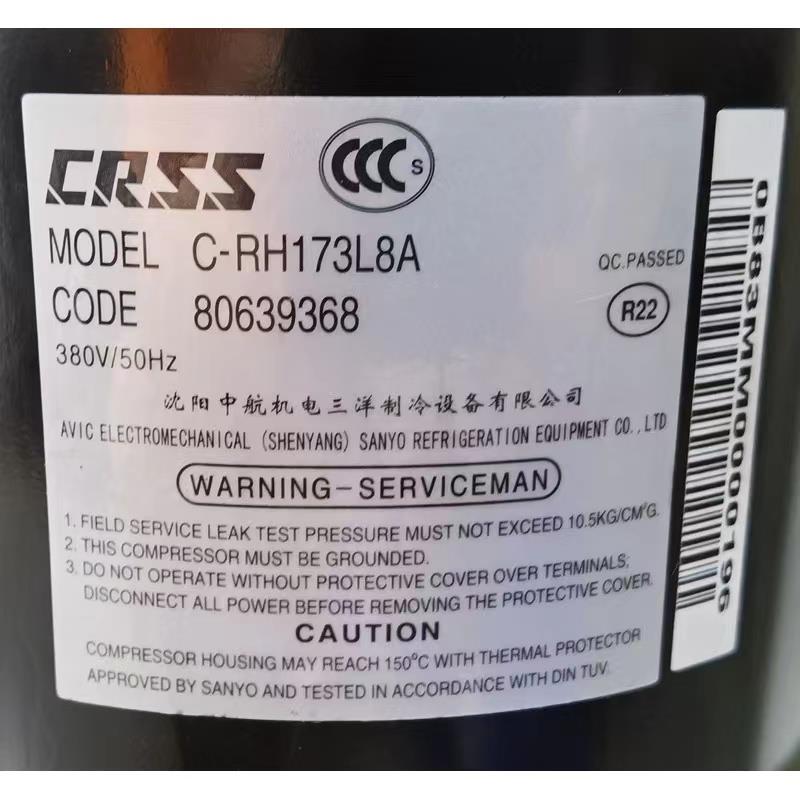 CRSS
CCC S
MODEL C-RH173L8A
QC.PASSED
CODE 80639368
R22
380V/50Hz
沈阳中航机电三洋制冷设备有限公司
AVIC ELECTROMECHANICAL (SHENYANG) SANYO REFRIGERATION EQUIPMENT CO.,LTD
WARNING-SERVICEMAN
1. FIELD SERVICE LEAK TEST PRESSURE MUST NOT EXCEED 10.5KG/CM²G.
2. THIS COMPRESSOR MUST BE GROUNDED.
3. DO NOT OPERATE WITHOUT PROTECTIVE COVER OVER TERMINALS;
DISCONNECT ALL POWER BEFORE REMOVING THE PROTECTIVE COVER.
CAUTION
COMPRESSOR HOUSING MAY REACH 150°C WITH THERMAL PROTECTOR
APPROVED BY SANYO AND TESTED IN ACCORDANCE WITH DIN TUV.
0B83MM00000196